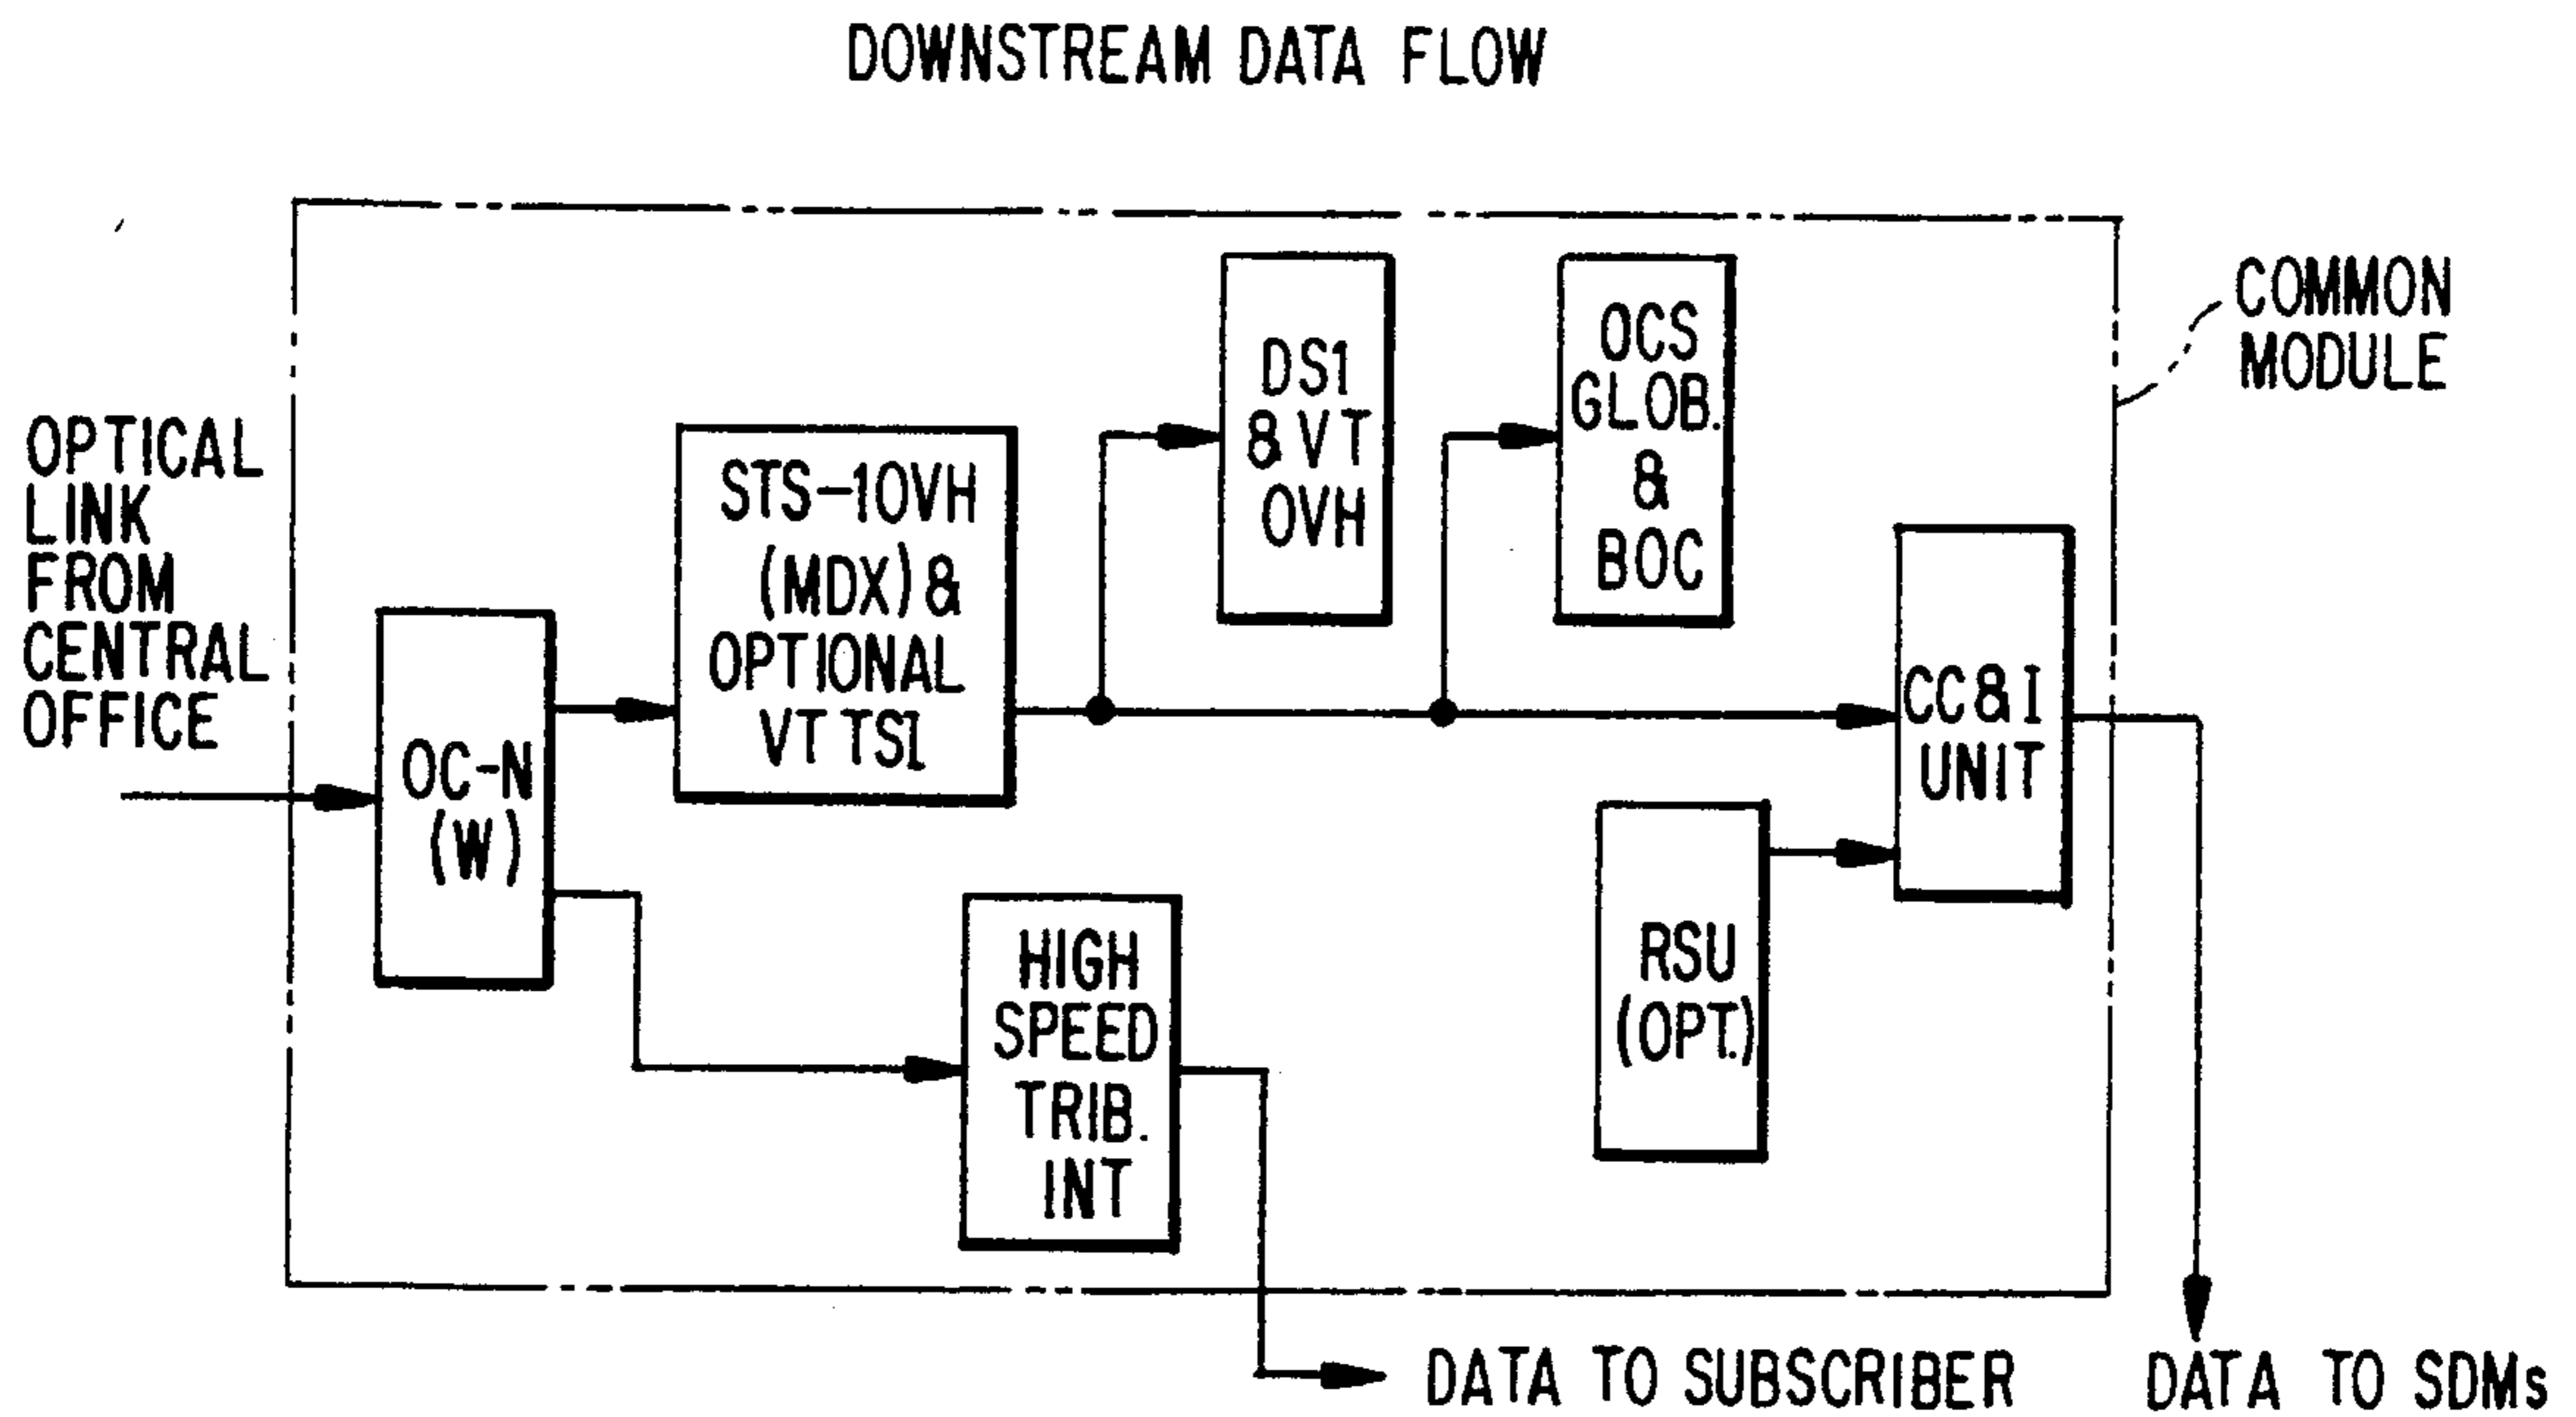 DOWNSTREAM DATA FLOW
COMMON
MODULE
OPTICAL
LINK
FROM
CENTRAL
OFFICE
OC-N
(W)
STS-1OVH
(MDX) &
OPTIONAL
VT TSI
DS1
& VT
OVH
OCS
GLOB.
&
BOC
CC & I
UNIT
HIGH
SPEED
TRIB.
INT
RSU
(OPT.)
DATA TO SUBSCRIBER
DATA TO SDMs